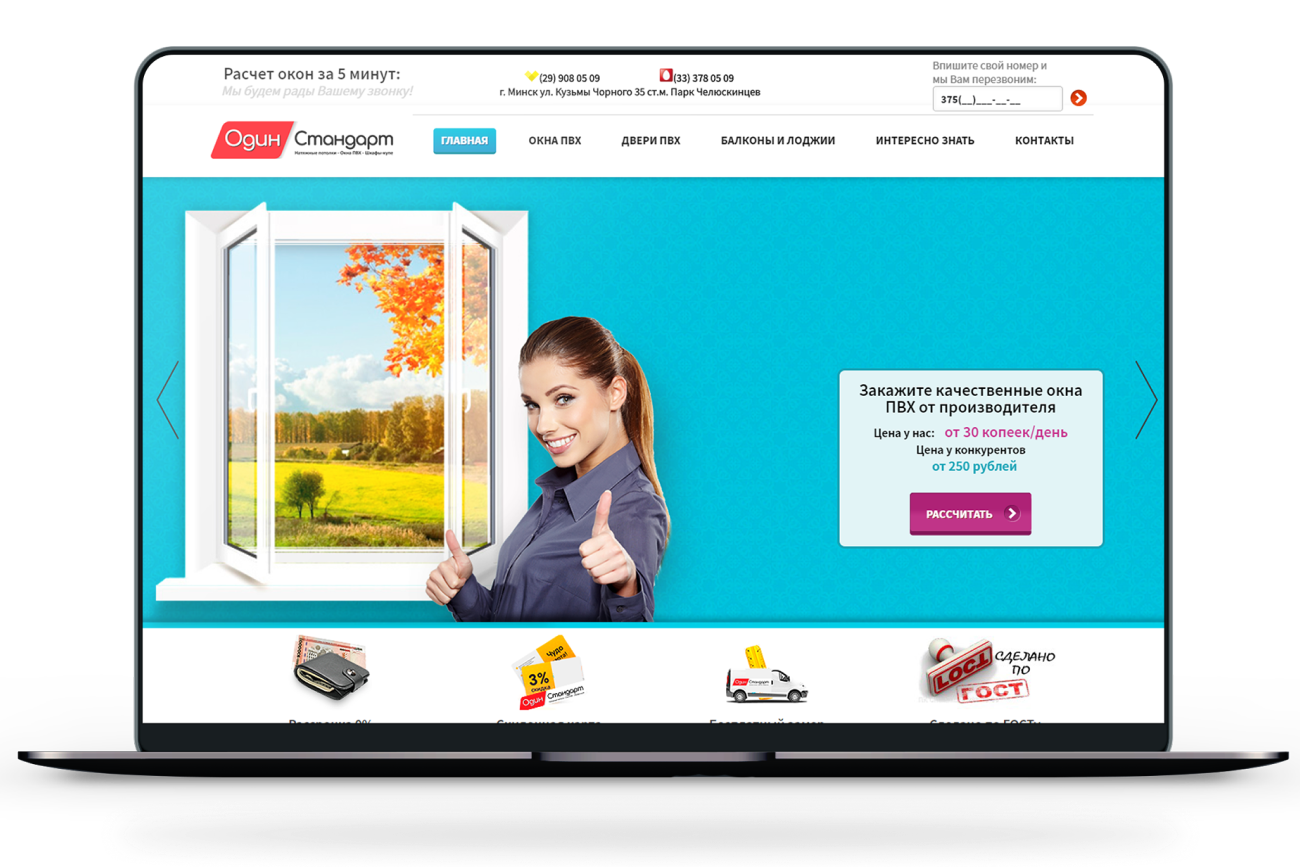 Расчет окон за 5 минут:
Мы будем рады Вашему звонку!
(29) 908 05 09
(33) 378 05 09
г. Минск ул. Кузьмы Чорного 35 ст.м. Парк Челюскинцев
Впишите свой номер и
мы Вам перезвоним:
375(__)___-__-__
Один Стандарт
Натяжные потолки - Окна ПВХ - Шкафы-купе
ГЛАВНАЯ
ОКНА ПВХ
ДВЕРИ ПВХ
БАЛКОНЫ И ЛОДЖИИ
ИНТЕРЕСНО ЗНАТЬ
КОНТАКТЫ
Закажите качественные окна
ПВХ от производителя
Цена у нас: от 30 копеек/день
Цена у конкурентов
от 250 рублей
РАССЧИТАТЬ
Чудо
3%
скидка
Один Стандарт
Один Стандарт
ГОСТ
СДЕЛАНО
ПО
ГОСТ